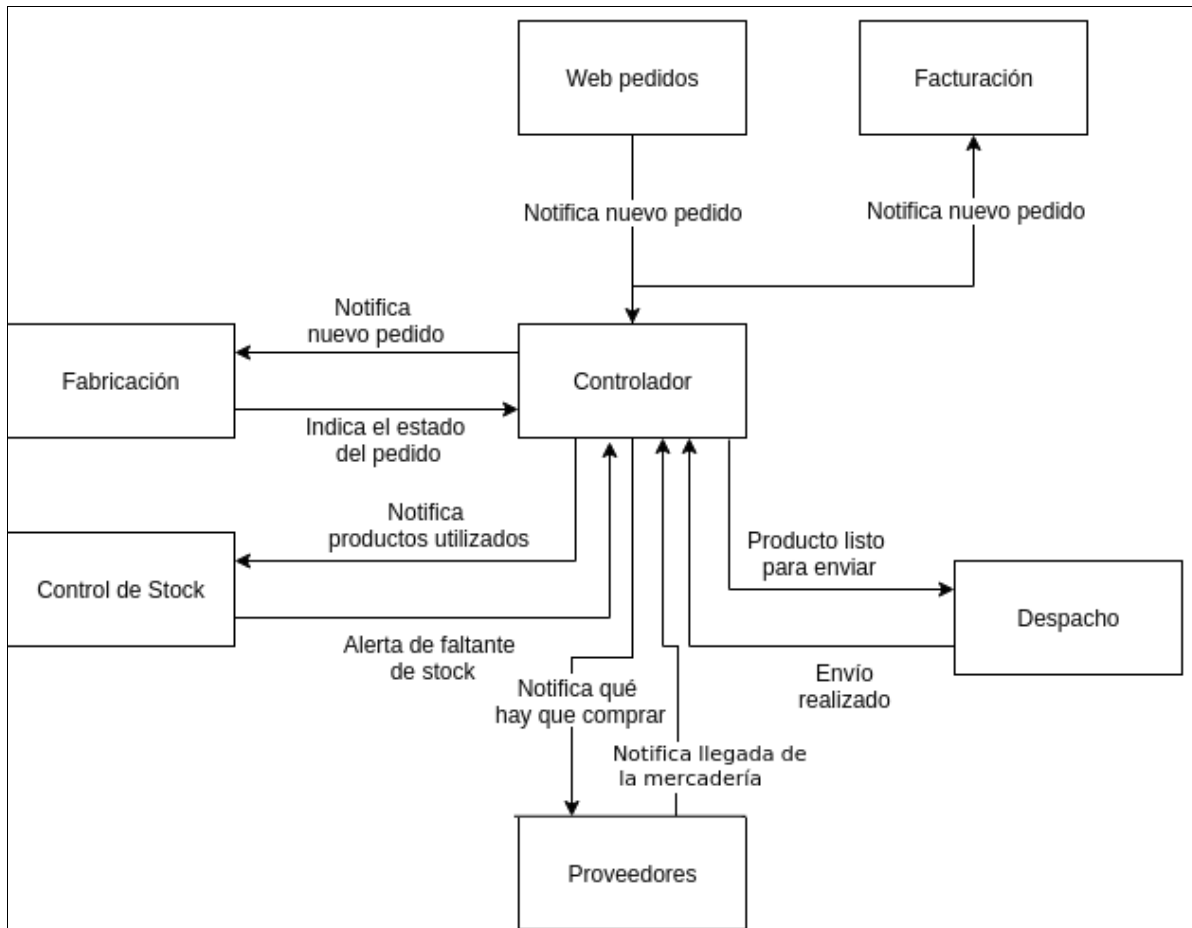 Web pedidos
Facturación
Notifica nuevo pedido
Notifica nuevo pedido
Notifica
nuevo pedido
Fabricación
Controlador
Indica el estado
del pedido
Notifica
productos utilizados
Producto listo
para enviar
Control de Stock
Despacho
Alerta de faltante
de stock
Envío
realizado
Notifica qué
hay que comprar
Notifica llegada de
la mercadería
Proveedores